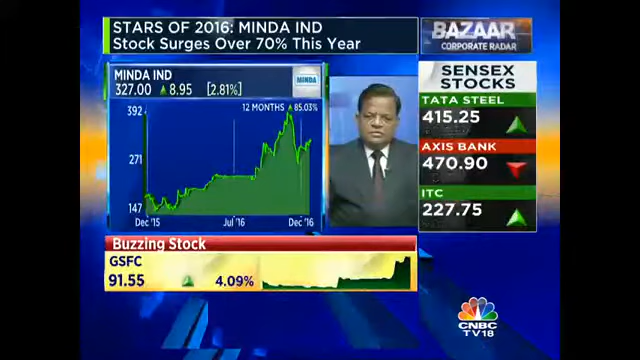 STARS OF 2016: MINDA IND
Stock Surges Over 70% This Year
BAZAAR
CORPORATE RADAR
MINDA IND
327.00 8.95 [2.81%]
MINDA
12 MONTHS 85.03%
392
271
147
Dec '15 Jul '16 Dec '16
SENSEX
STOCKS
TATA STEEL
415.25
AXIS BANK
470.90
ITC
227.75
Buzzing Stock
GSFC
91.55 4.09%
CNBC
TV18